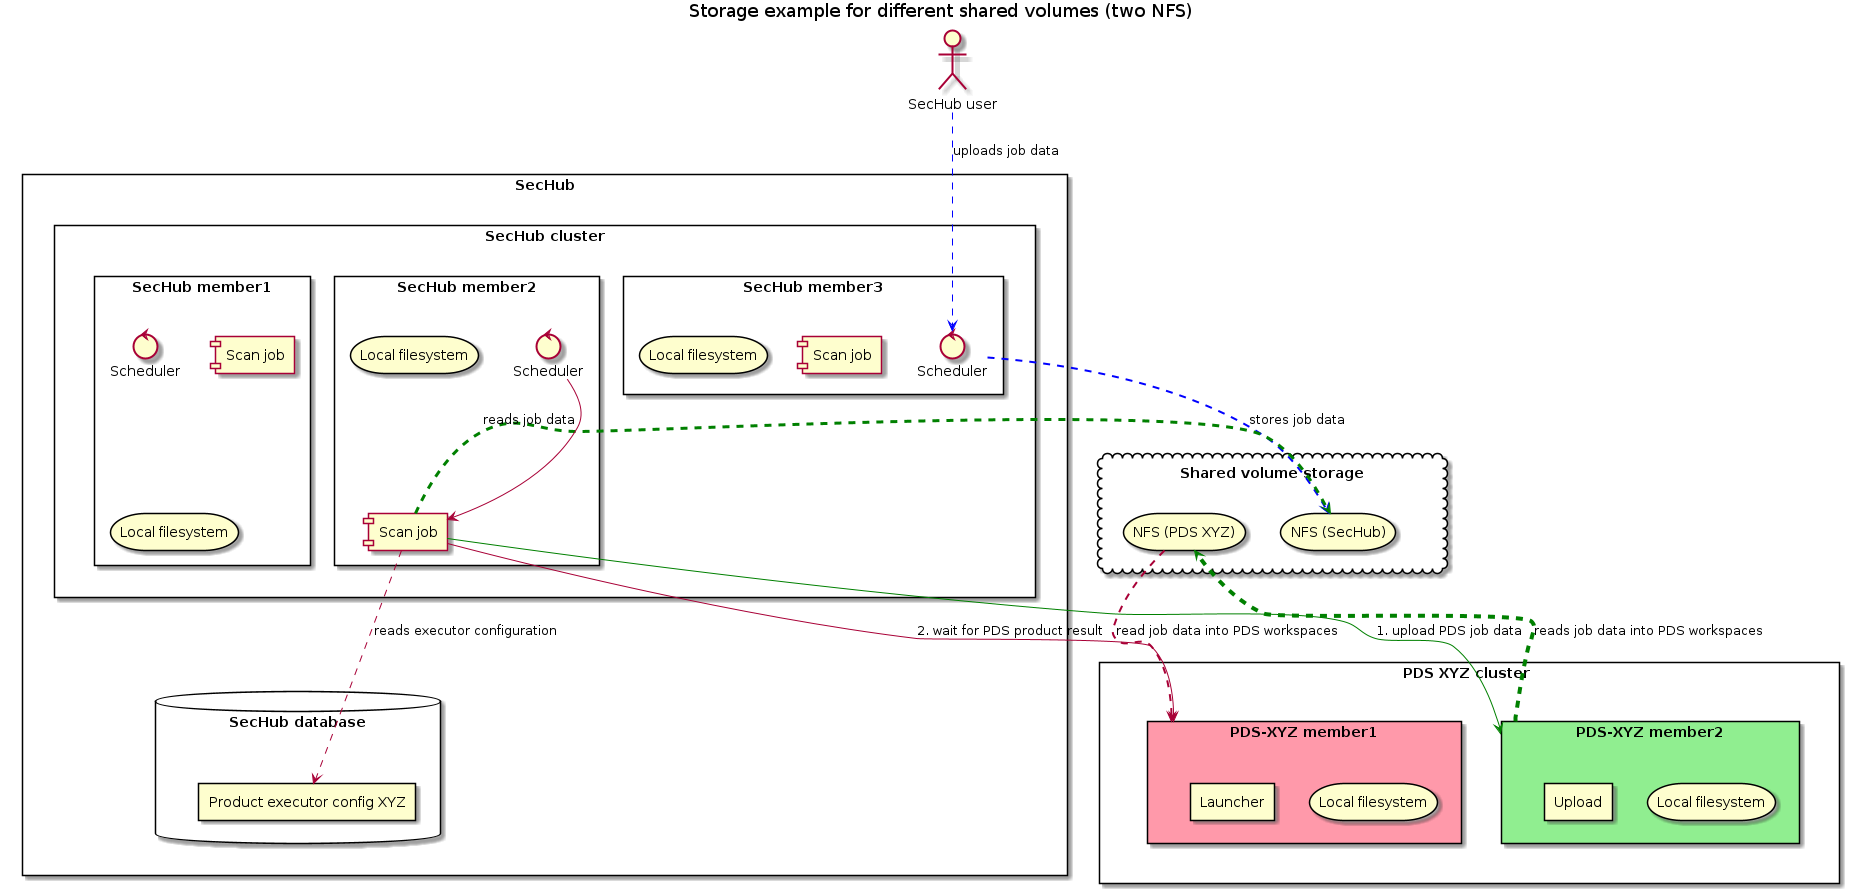 Storage example for different shared volumes (two NFS)
SecHub user
uploads job data
SecHub
SecHub cluster
SecHub member1
Scheduler
Scan job
Local filesystem
SecHub member2
Local filesystem
Scheduler
reads job data
Scan job
SecHub member3
Local filesystem
Scan job
Scheduler
stores job data
Shared volume storage
NFS (PDS XYZ)
NFS (SecHub)
reads executor configuration
2. wait for PDS product result
read job data into PDS workspaces
1. upload PDS job data
reads job data into PDS workspaces
SecHub database
Product executor config XYZ
PDS XYZ cluster
PDS-XYZ member1
Launcher
Local filesystem
PDS-XYZ member2
Upload
Local filesystem